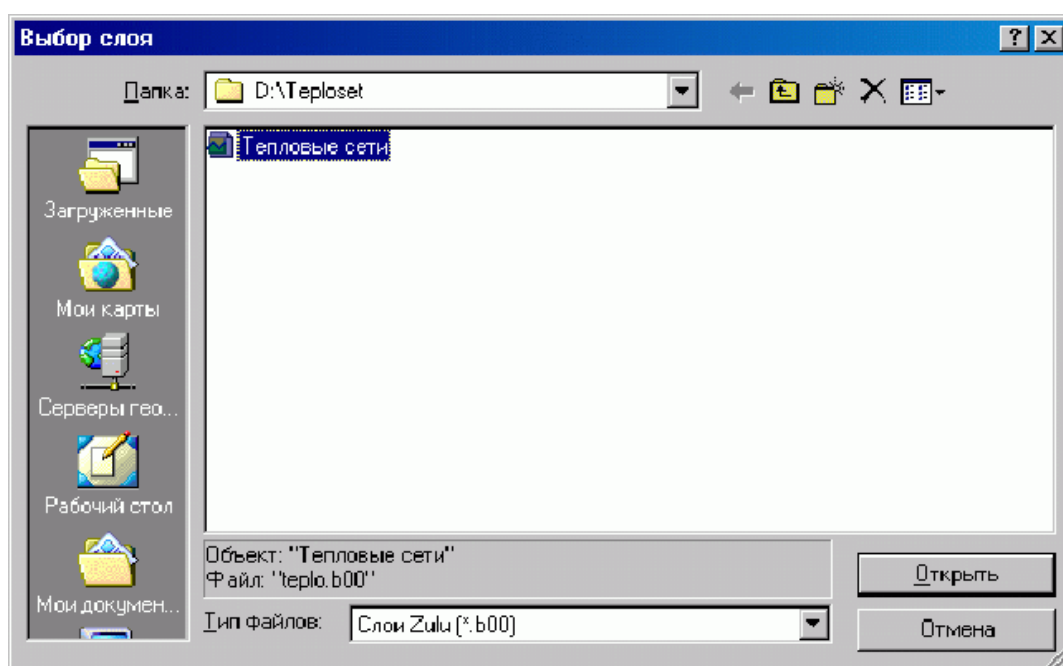 Выбор слоя
Папка: D:\Teploset
Тепловые сети
Загруженные
Мои карты
Серверы гео...
Рабочий стол
Мои докумен...
Объект: "Тепловые сети"
Файл: "teplo.b00"
Открыть
Тип файлов: Слои Zulu (*.b00)
Отмена